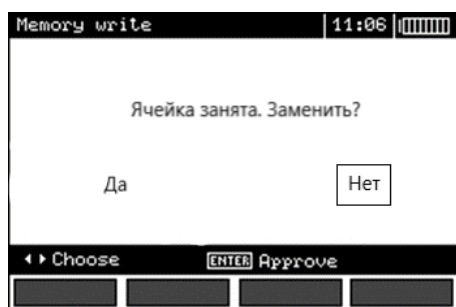 Memory write 11:06
Ячейка занята. Заменить?
Да Нет
Choose ENTER Approve